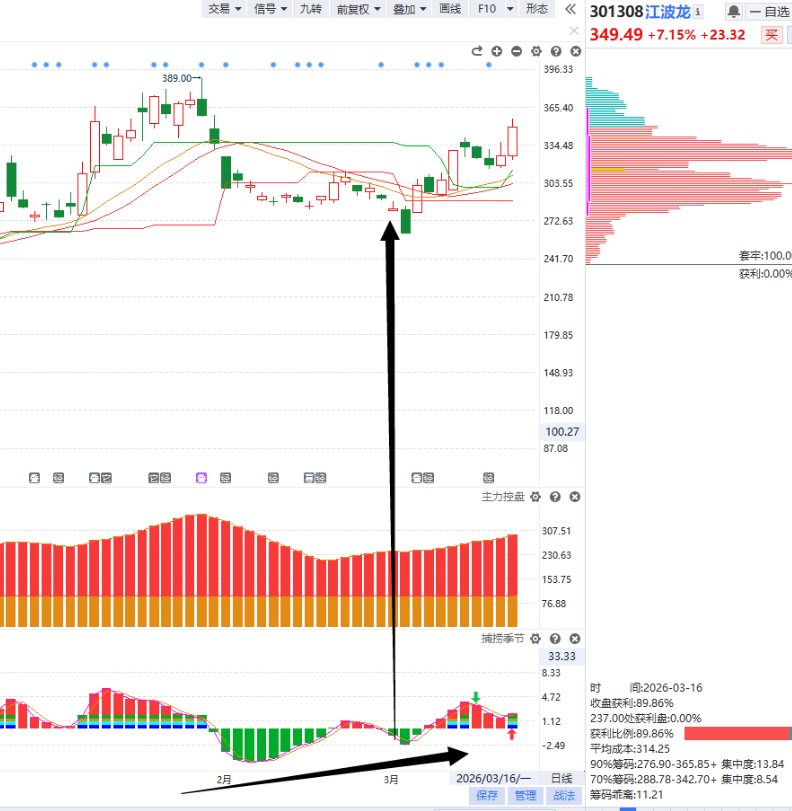 交易 信号 九转 前复权 叠加 画线 F10 形态
301308江波龙 自选
349.49 +7.15% +23.32 买
396.33
389.00
365.40
334.48
303.55
272.63
241.70
套牢:100.0
获利:0.00%
210.78
179.85
148.93
118.00
100.27
87.08
主力控盘
307.51
230.63
153.75
76.88
捕捞季节
33.33
8.33
4.72
1.12
-2.49
2月
3月
2026/03/16/一 日线
保存 管理 战法
时 间:2026-03-16
收盘获利:89.86%
237.00处获利盘:0.00%
获利比例:89.86%
平均成本:314.25
90%筹码:276.90-365.85+ 集中度:13.84
70%筹码:288.78-342.70+ 集中度:8.54
筹码乖离:11.21